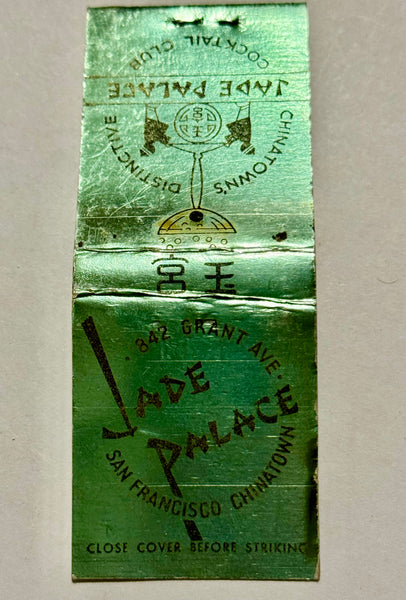 CHINATOWN'S DISTINCTIVE
JADE PALACE
COCKTAIL CLUB
玉宮
842 GRANT AVE.
JADE
PALACE
SAN FRANCISCO CHINATOWN
CLOSE COVER BEFORE STRIKING